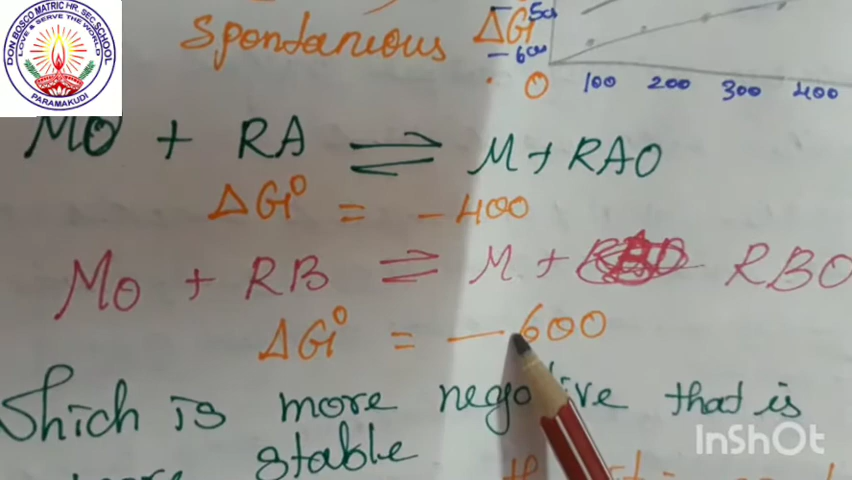 DON BOSCO MATRIC HR. SEC. SCHOOL
LOVE & SERVE THE WORLD
PARAMAKUDI
Spontanious ΔG°
-500
-600
0 100 200 300 400
MO + RA ⇌ M + RAO
ΔG° = -400
MO + RB ⇌ M + RBO
ΔG° = -600
Which is more negative that is
more stable
InShOt